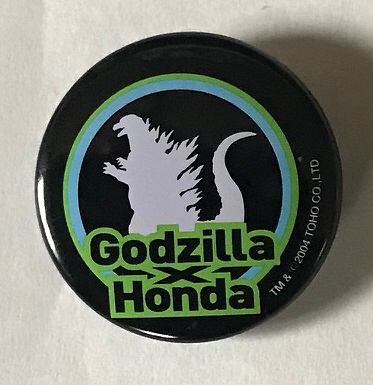 Godzilla
X
Honda
TM & ©2004 TOHO CO.,LTD